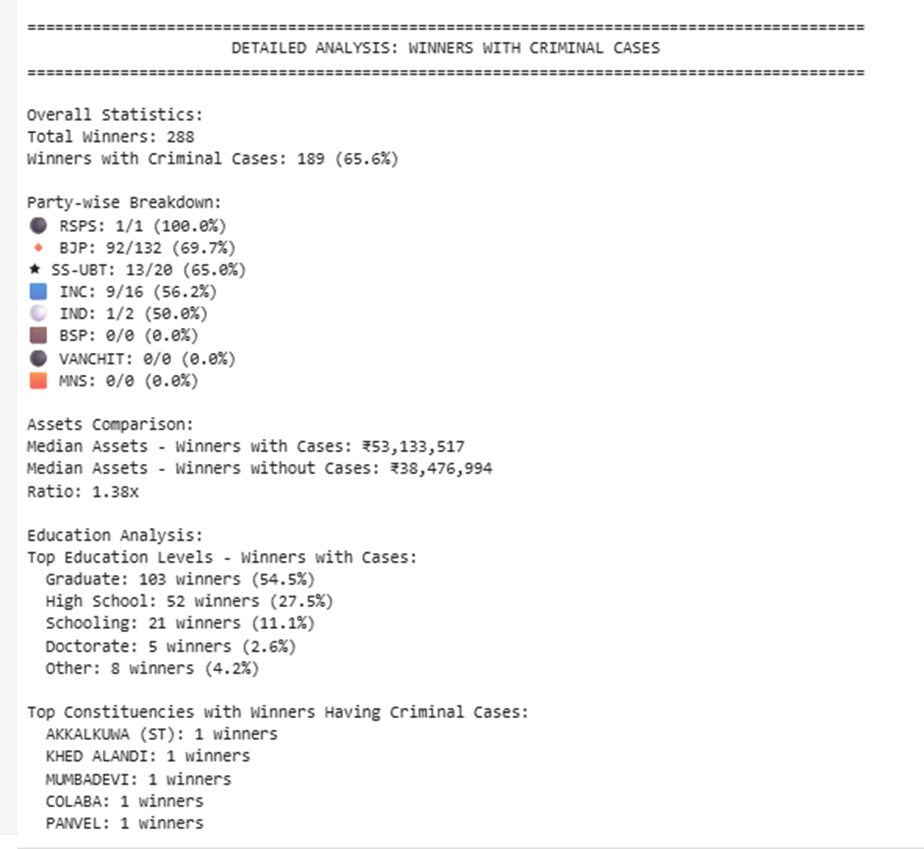 ==========================================================================================
DETAILED ANALYSIS: WINNERS WITH CRIMINAL CASES
==========================================================================================
Overall Statistics:
Total Winners: 288
Winners with Criminal Cases: 189 (65.6%)
Party-wise Breakdown:
⚫ RSPS: 1/1 (100.0%)
🔸 BJP: 92/132 (69.7%)
★ SS-UBT: 13/20 (65.0%)
🟦 INC: 9/16 (56.2%)
⚪ IND: 1/2 (50.0%)
🟫 BSP: 0/0 (0.0%)
⚫ VANCHIT: 0/0 (0.0%)
🟧 MNS: 0/0 (0.0%)
Assets Comparison:
Median Assets - Winners with Cases: ₹53,133,517
Median Assets - Winners without Cases: ₹38,476,994
Ratio: 1.38x
Education Analysis:
Top Education Levels - Winners with Cases:
Graduate: 103 winners (54.5%)
High School: 52 winners (27.5%)
Schooling: 21 winners (11.1%)
Doctorate: 5 winners (2.6%)
Other: 8 winners (4.2%)
Top Constituencies with Winners Having Criminal Cases:
AKKALKUWA (ST): 1 winners
KHED ALANDI: 1 winners
MUMBADEVI: 1 winners
COLABA: 1 winners
PANVEL: 1 winners